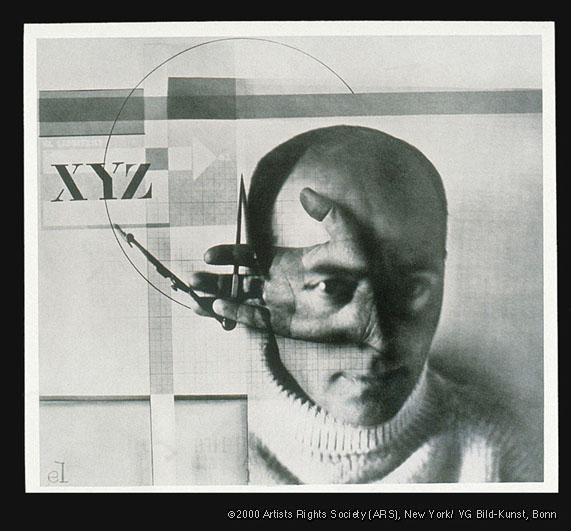 XYZ
el
©2000 Artists Rights Society (ARS), New York/ VG Bild-Kunst, Bonn